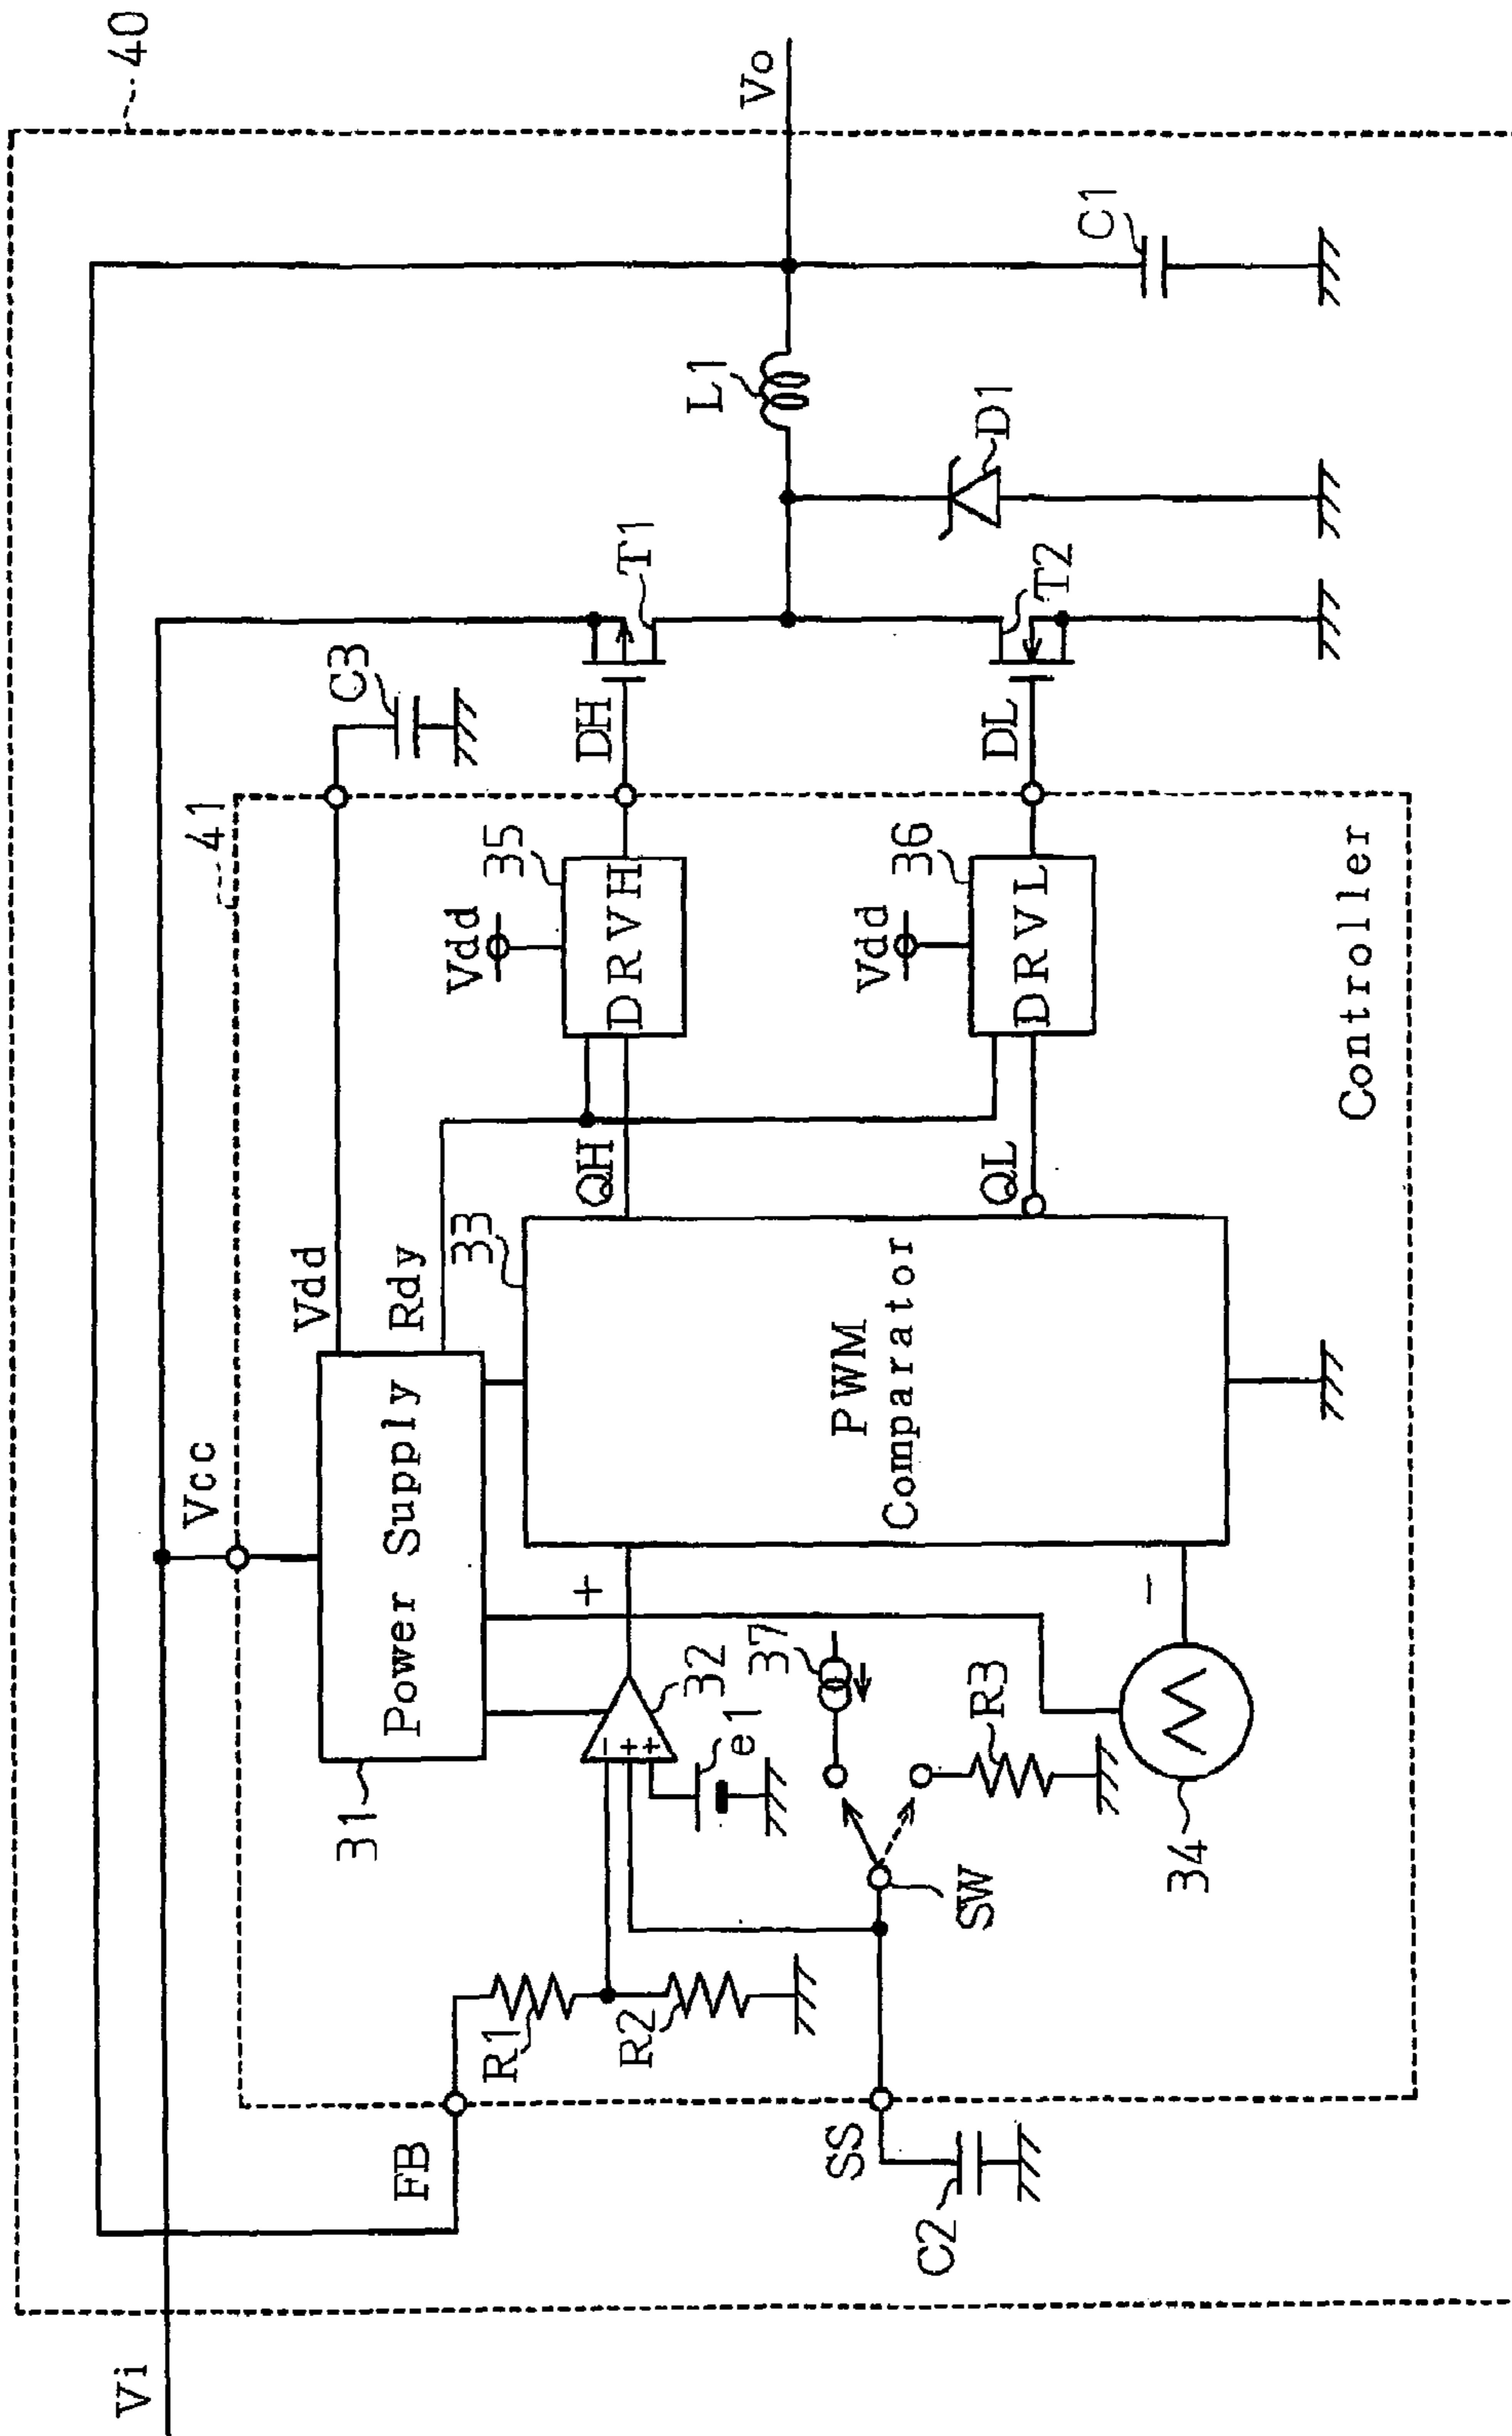 40
Vi
Vo
Vcc
41
FB
R1
R2
31
Power Supply
Vdd
Rdy
C3
32
-
+
+
e1
+
33
PWM
Comparator
-
QH
QL
Vdd
35
DRVH
DH
T1
Vdd
36
DRVL
DL
T2
L1
D1
C1
SS
C2
SW
37
R3
34
Controller